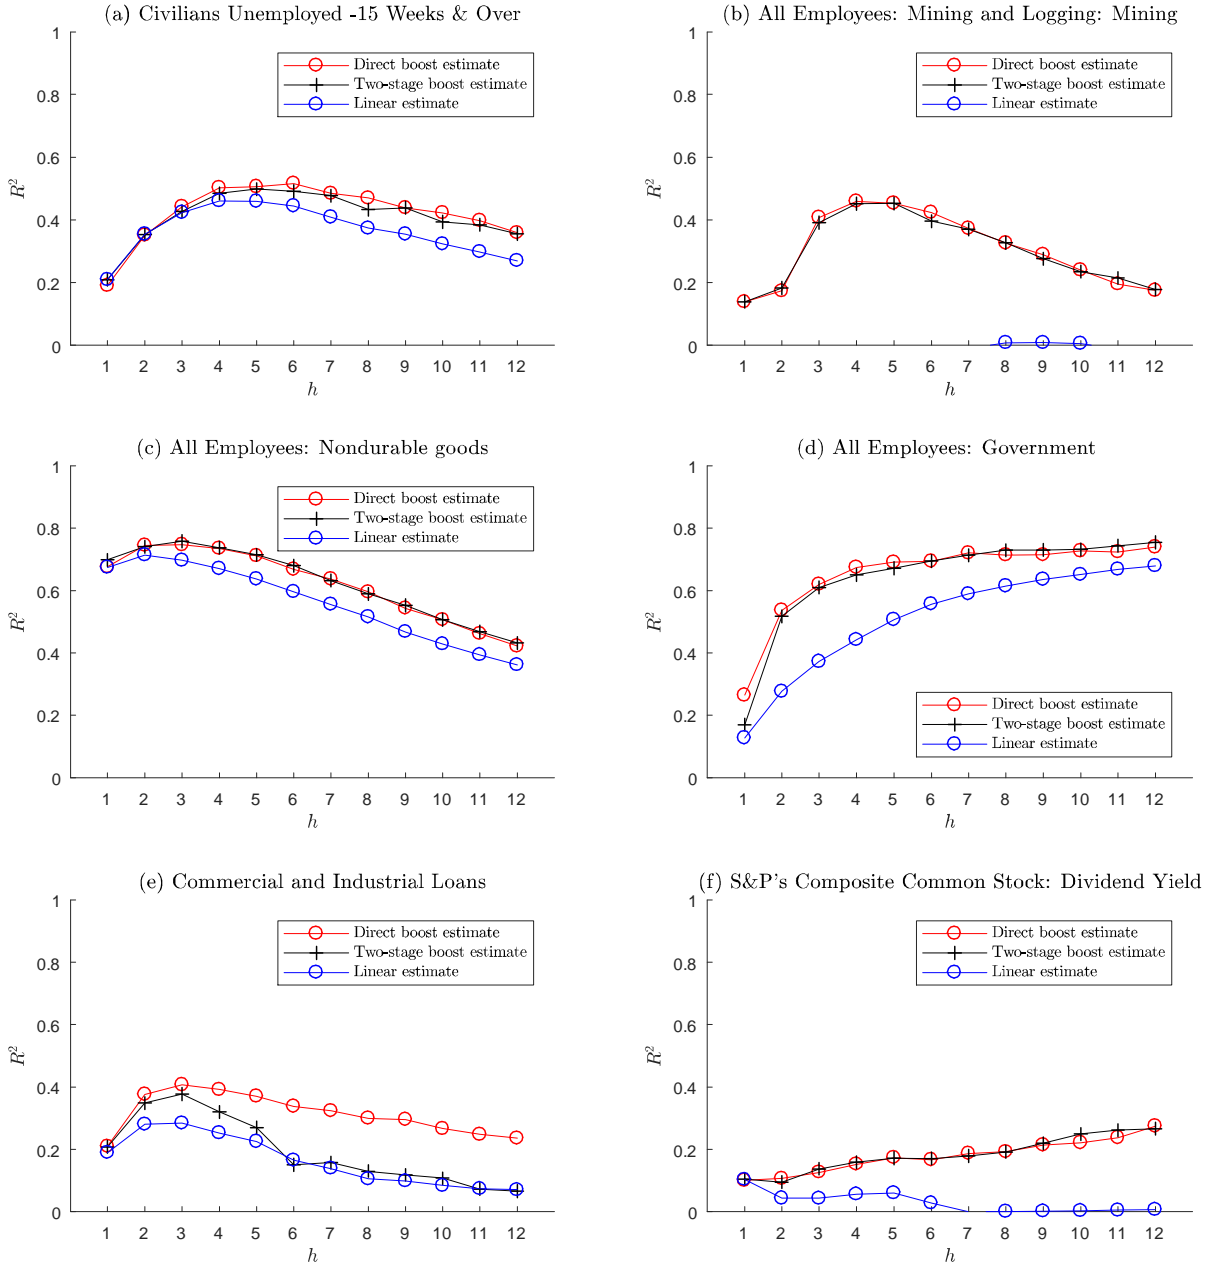 (a) Civilians Unemployed -15 Weeks & Over
1
0.8
0.6
0.4
0.2
0
R²
Direct boost estimate
Two-stage boost estimate
Linear estimate
1 2 3 4 5 6 7 8 9 10 11 12
h
(b) All Employees: Mining and Logging: Mining
1
0.8
0.6
0.4
0.2
0
R²
Direct boost estimate
Two-stage boost estimate
Linear estimate
1 2 3 4 5 6 7 8 9 10 11 12
h
(c) All Employees: Nondurable goods
1
0.8
0.6
0.4
0.2
0
R²
Direct boost estimate
Two-stage boost estimate
Linear estimate
1 2 3 4 5 6 7 8 9 10 11 12
h
(d) All Employees: Government
1
0.8
0.6
0.4
0.2
0
R²
Direct boost estimate
Two-stage boost estimate
Linear estimate
1 2 3 4 5 6 7 8 9 10 11 12
h
(e) Commercial and Industrial Loans
1
0.8
0.6
0.4
0.2
0
R²
Direct boost estimate
Two-stage boost estimate
Linear estimate
1 2 3 4 5 6 7 8 9 10 11 12
h
(f) S&P's Composite Common Stock: Dividend Yield
1
0.8
0.6
0.4
0.2
0
R²
Direct boost estimate
Two-stage boost estimate
Linear estimate
1 2 3 4 5 6 7 8 9 10 11 12
h